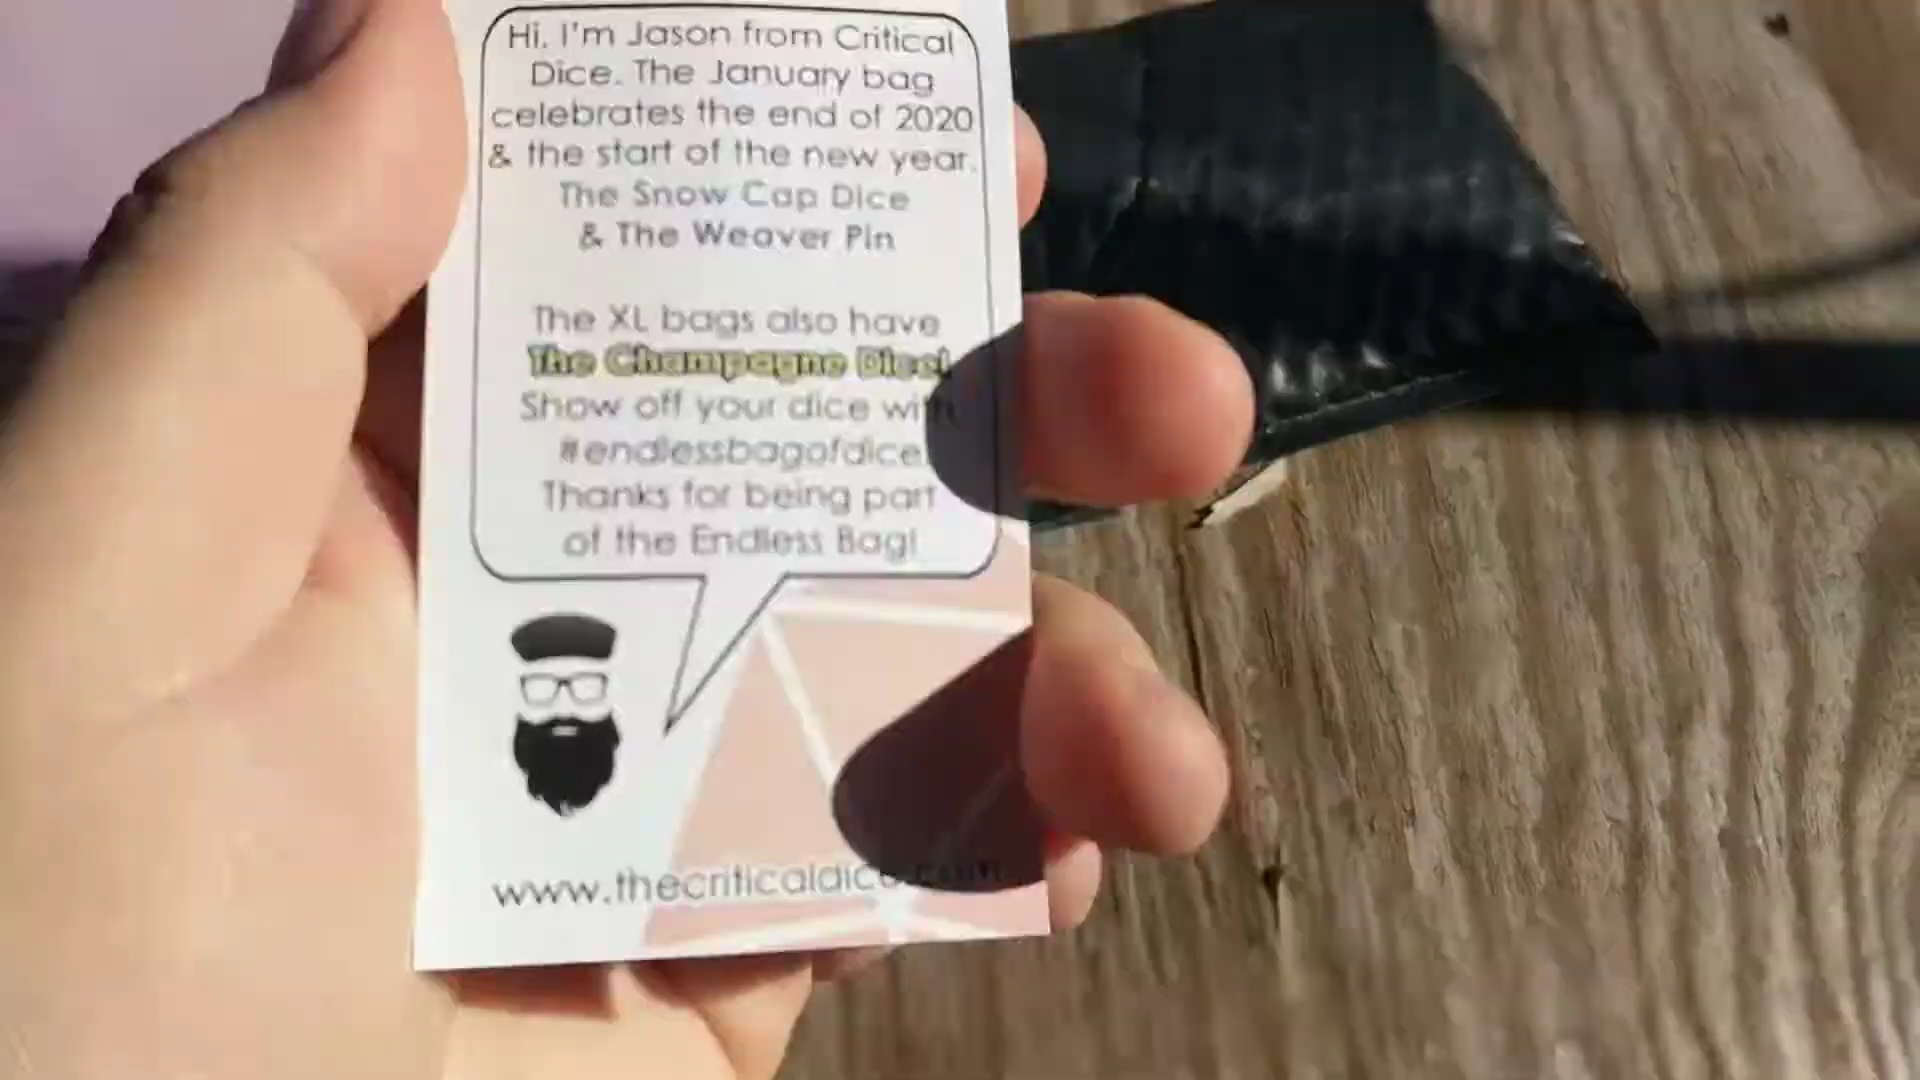 Hi. I'm Jason from Critical
Dice. The January bag
celebrates the end of 2020
& the start of the new year.
The Snow Cap Dice
& The Weaver Pin
The XL bags also have
The Champagne Dice!
Show off your dice with
#endlessbagofdice.
Thanks for being part
of the Endless Bag!
www.thecriticaldice.com